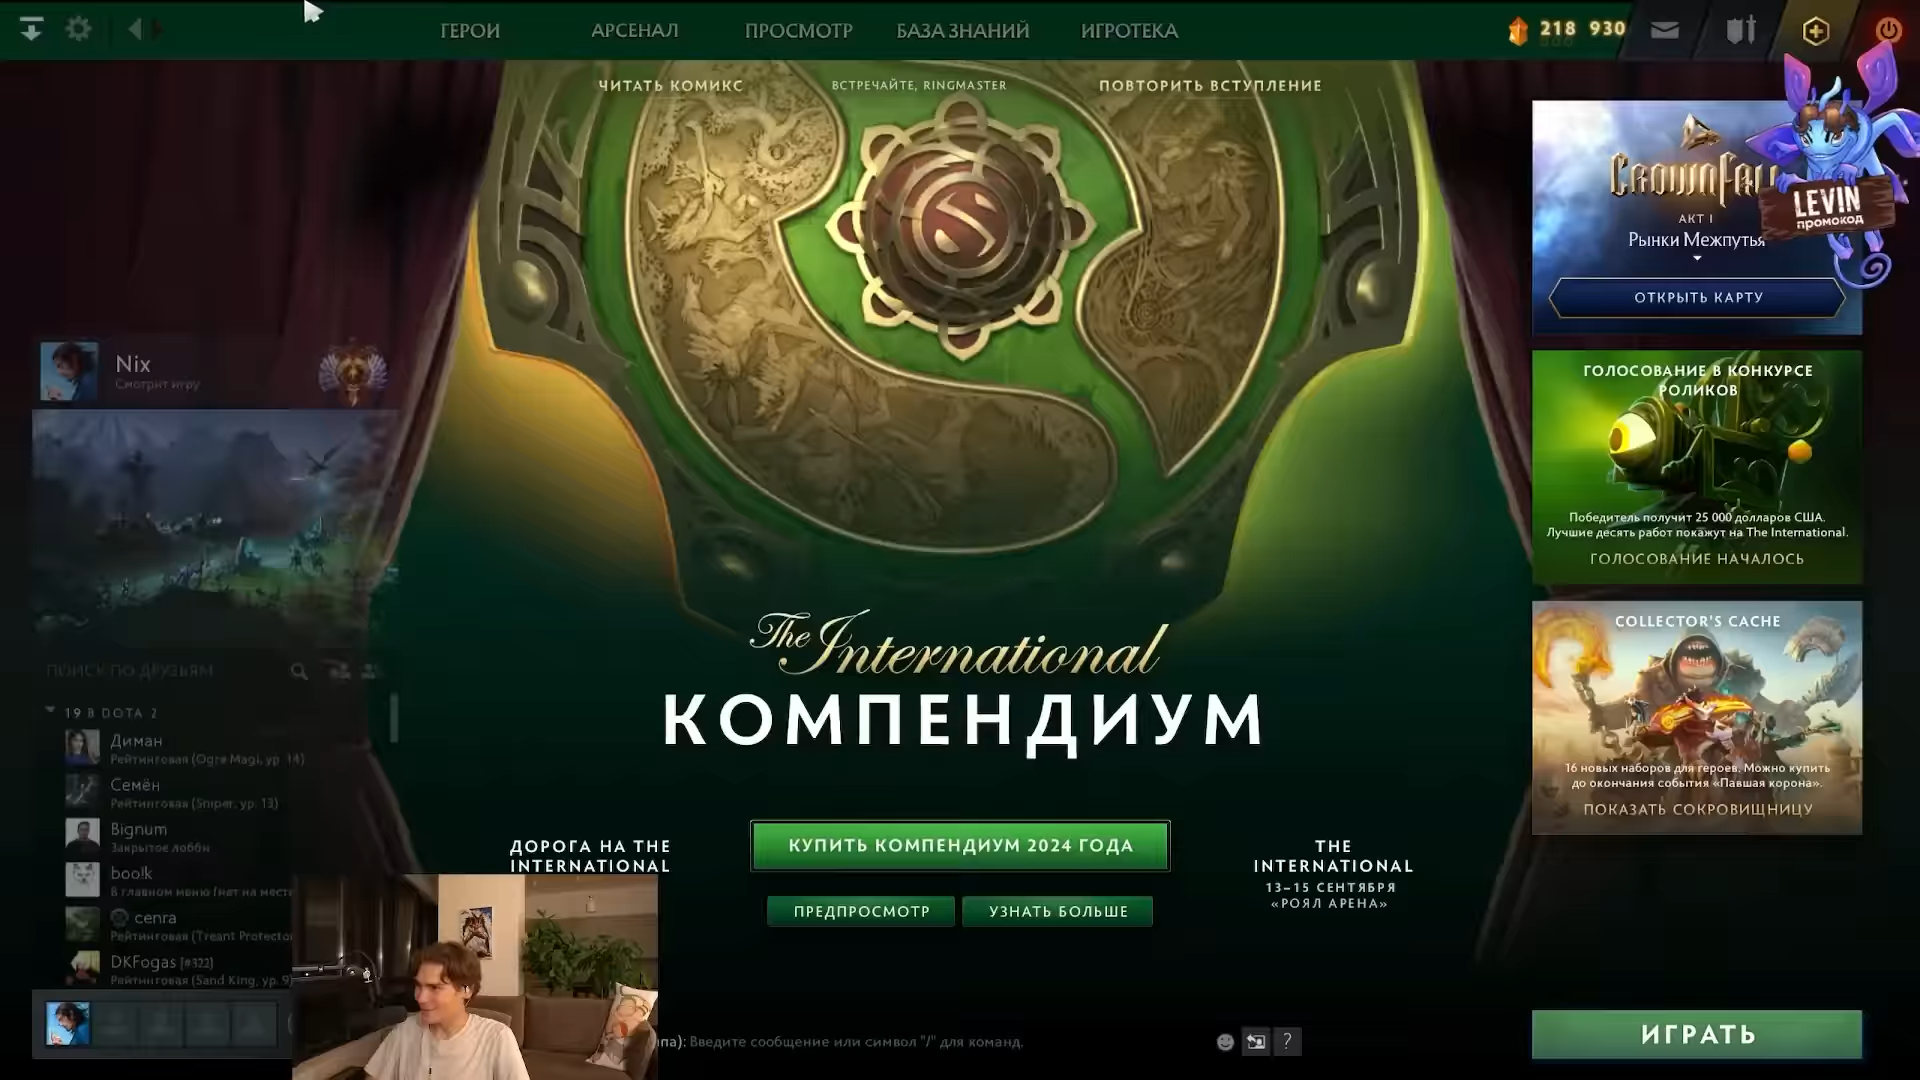 ГЕРОИ
АРСЕНАЛ
ПРОСМОТР
БАЗА ЗНАНИЙ
ИГРОТЕКА
218 930
ЧИТАТЬ КОМИКС
ВСТРЕЧАЙТЕ, RINGMASTER
ПОВТОРИТЬ ВСТУПЛЕНИЕ
АКТ I
Рынки Межпутья
ОТКРЫТЬ КАРТУ
LEVIN
промокод
Nix
Смотрит игру
ГОЛОСОВАНИЕ В КОНКУРСЕ
РОЛИКОВ
Победитель получит 25 000 долларов США.
Лучшие десять работ покажут на The International.
ГОЛОСОВАНИЕ НАЧАЛОСЬ
The International
КОМПЕНДИУМ
COLLECTOR'S CACHE
16 новых наборов для героев. Можно купить
до окончания события «Павшая корона».
ПОКАЗАТЬ СОКРОВИЩНИЦУ
ПОИСК ПО ДРУЗЬЯМ
19 В DOTA 2
Диман
Рейтинговая (Ogre Magi, ур. 14)
Семён
Рейтинговая (Sniper, ур. 13)
Bignum
Закрытое лобби
boo!k
В главном меню (нет на месте
cenra
Рейтинговая (Treant Protector
DKFogas [#322]
Рейтинговая (Sand King, ур. 9)
ДОРОГА НА THE
INTERNATIONAL
КУПИТЬ КОМПЕНДИУМ 2024 ГОДА
ПРЕДПРОСМОТР
УЗНАТЬ БОЛЬШЕ
THE
INTERNATIONAL
13–15 СЕНТЯБРЯ
«РОЯЛ АРЕНА»
па): Введите сообщение или символ "/" для команд.
?
ИГРАТЬ